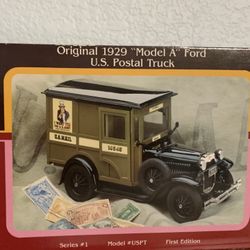 Original 1929 "Model A" Ford
U.S. Postal Truck
U.S.MAIL
Series #1 Model #USPT First Edition